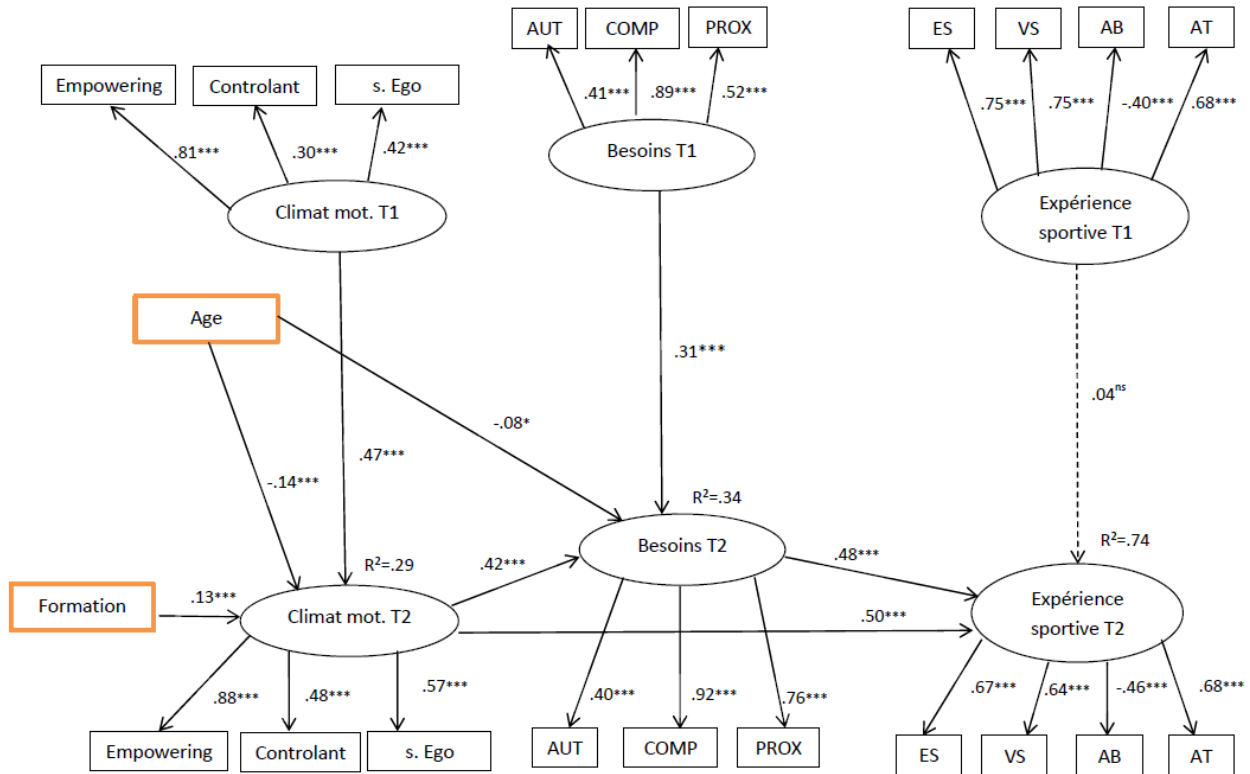 AUT COMP PROX
ES VS AB AT
Empowering Controlant s. Ego
.41*** .89*** .52***
.75*** .75*** -.40*** .68***
.81*** .30*** .42***
Besoins T1
Climat mot. T1
Expérience
sportive T1
Age
.31***
.04ns
-.08*
.47***
-.14***
R²=.34
Besoins T2
R²=.74
R²=.29
.42***
.48***
Formation
.13***
Climat mot. T2
.50***
Expérience
sportive T2
.88*** .48*** .57***
.40*** .92*** .76***
.67*** .64*** -.46*** .68***
Empowering Controlant s. Ego
AUT COMP PROX
ES VS AB AT